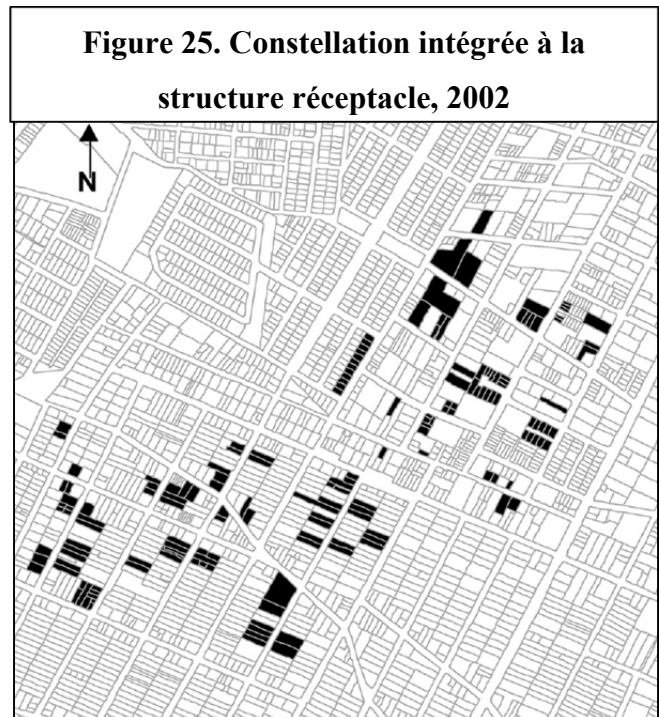 Figure 25. Constellation intégrée à la
structure réceptacle, 2002
N